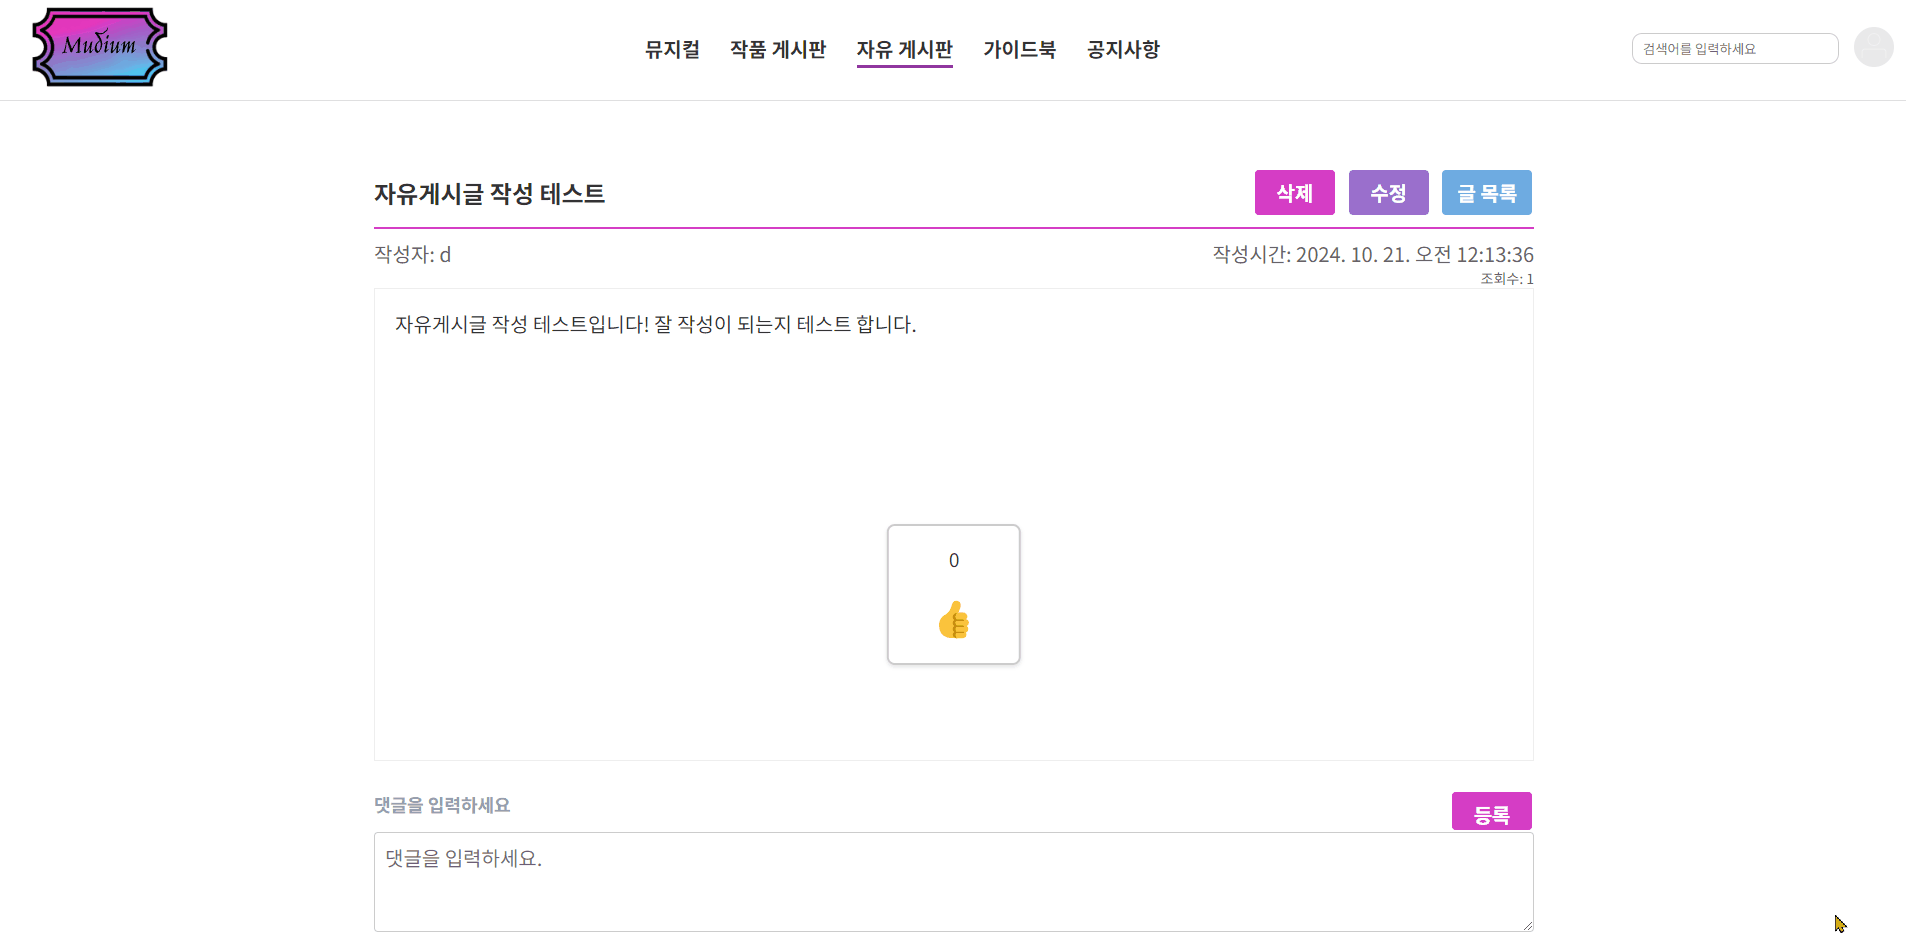 Mudium
뮤지컬 작품 게시판 자유 게시판 가이드북 공지사항
검색어를 입력하세요
자유게시글 작성 테스트
삭제 수정 글 목록
작성자: d
작성시간: 2024. 10. 21. 오전 12:13:36
조회수: 1
자유게시글 작성 테스트입니다! 잘 작성이 되는지 테스트 합니다.
0
댓글을 입력하세요
등록
댓글을 입력하세요.